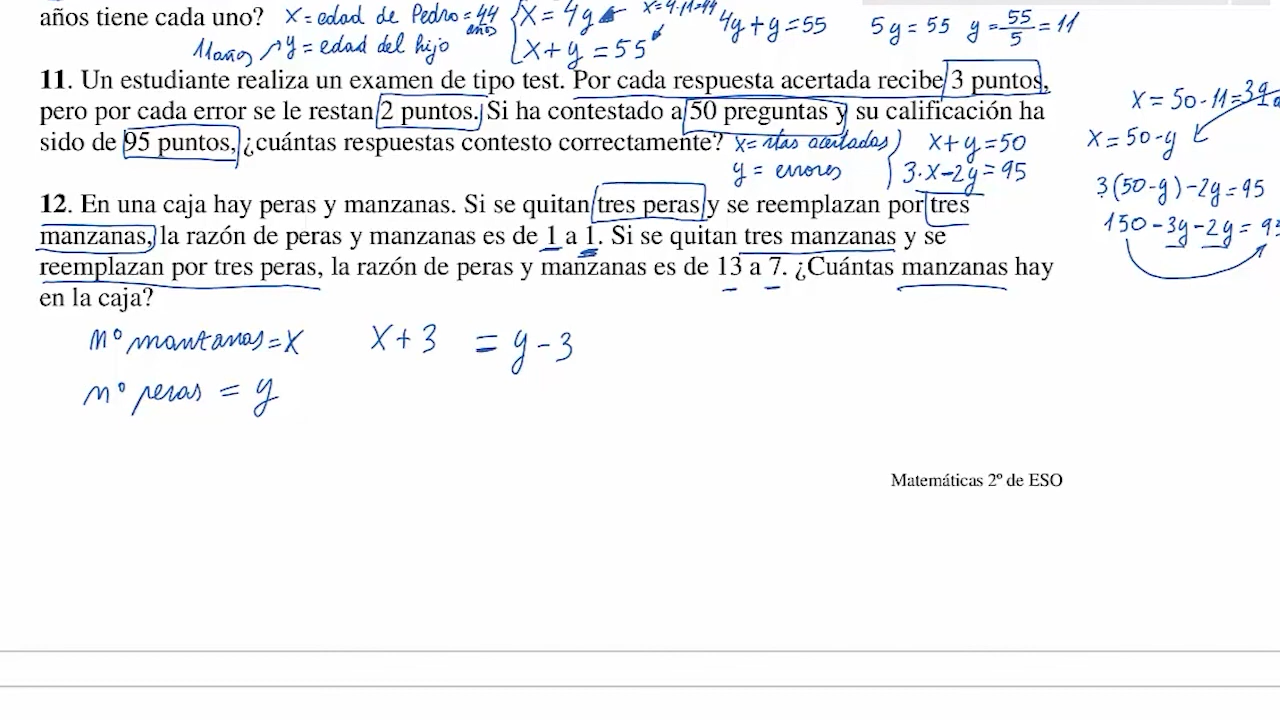 años tiene cada uno? x = edad de Pedro = 44 años { x = 4y x = 4·11 = 44 4y + y = 55 5y = 55 y = 55/5 = 11
11 años y = edad del hijo x + y = 55
11. Un estudiante realiza un examen de tipo test. Por cada respuesta acertada recibe 3 puntos,
pero por cada error se le restan 2 puntos. Si ha contestado a 50 preguntas y su calificación ha
x = 50 - 11 = 39
sido de 95 puntos, ¿cuántas respuestas contesto correctamente? x = rtas acertadas x + y = 50 x = 50 - y
y = errores 3·x - 2y = 95 3(50 - y) - 2y = 95
12. En una caja hay peras y manzanas. Si se quitan tres peras y se reemplazan por tres
150 - 3y - 2y = 95
manzanas, la razón de peras y manzanas es de 1 a 1. Si se quitan tres manzanas y se
reemplazan por tres peras, la razón de peras y manzanas es de 13 a 7. ¿Cuántas manzanas hay
en la caja?
nº manzanas = x x + 3 = y - 3
nº peras = y
Matemáticas 2º de ESO